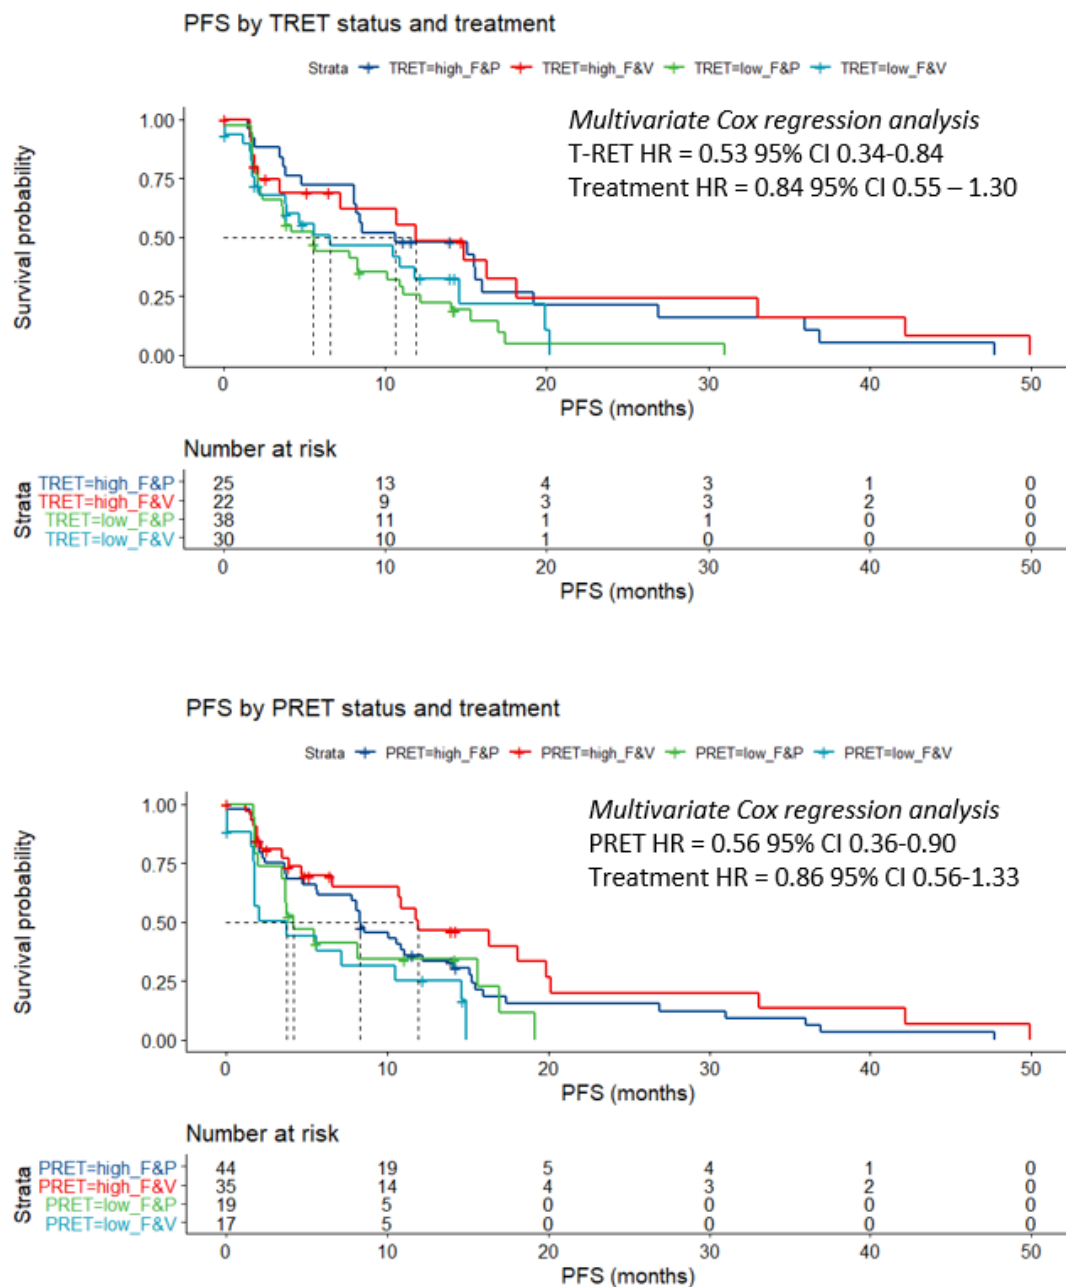 PFS by TRET status and treatment
Strata TRET=high_F&P TRET=high_F&V TRET=low_F&P TRET=low_F&V
Multivariate Cox regression analysis
T-RET HR = 0.53 95% CI 0.34-0.84
Treatment HR = 0.84 95% CI 0.55 – 1.30
Survival probability
1.00
0.75
0.50
0.25
0.00
0 10 20 30 40 50
PFS (months)
Number at risk
Strata
TRET=high_F&P 25 13 4 3 1 0
TRET=high_F&V 22 9 3 3 2 0
TRET=low_F&P 38 11 1 1 0 0
TRET=low_F&V 30 10 1 0 0 0
0 10 20 30 40 50
PFS (months)
PFS by PRET status and treatment
Strata PRET=high_F&P PRET=high_F&V PRET=low_F&P PRET=low_F&V
Multivariate Cox regression analysis
PRET HR = 0.56 95% CI 0.36-0.90
Treatment HR = 0.86 95% CI 0.56-1.33
Survival probability
1.00
0.75
0.50
0.25
0.00
0 10 20 30 40 50
PFS (months)
Number at risk
Strata
PRET=high_F&P 44 19 5 4 1 0
PRET=high_F&V 35 14 4 3 2 0
PRET=low_F&P 19 5 0 0 0 0
PRET=low_F&V 17 5 0 0 0 0
0 10 20 30 40 50
PFS (months)